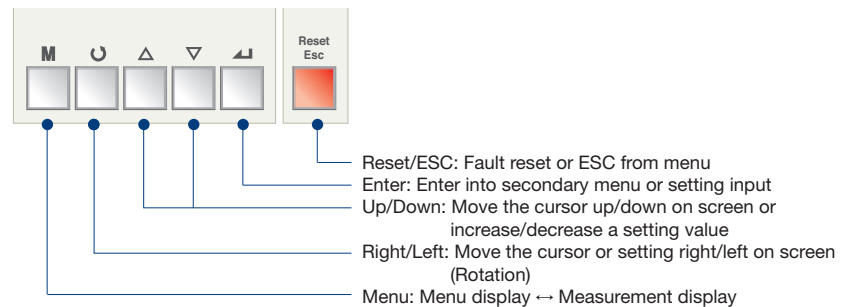 M
Reset
Esc
Reset/ESC: Fault reset or ESC from menu
Enter: Enter into secondary menu or setting input
Up/Down: Move the cursor up/down on screen or
increase/decrease a setting value
Right/Left: Move the cursor or setting right/left on screen
(Rotation)
Menu: Menu display ↔ Measurement display